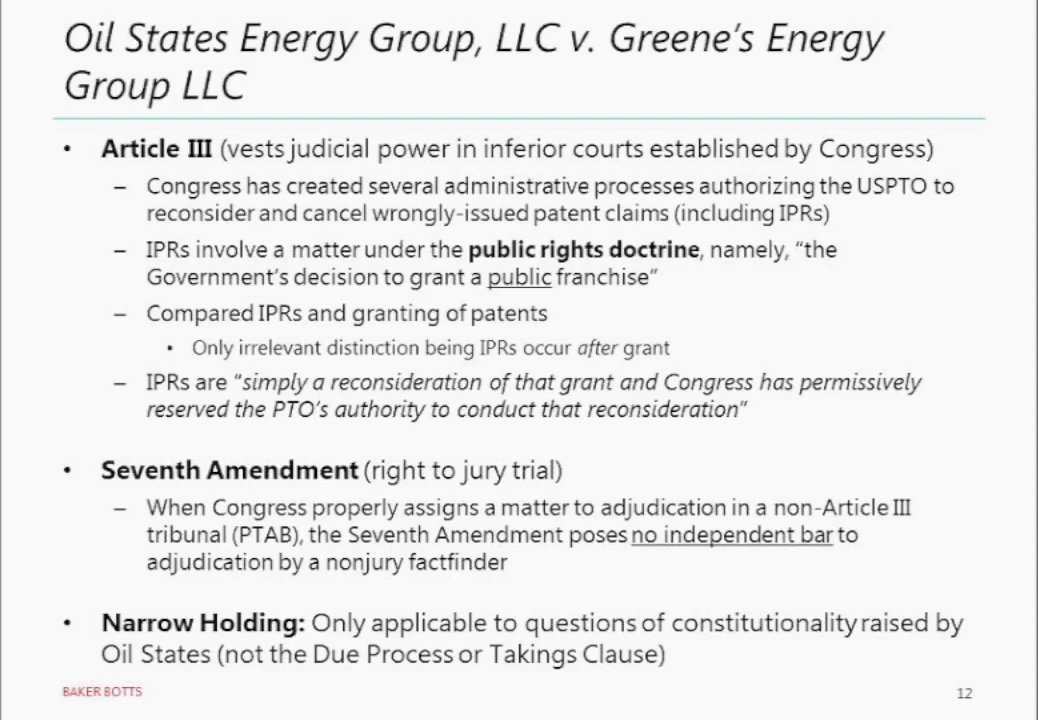 Oil States Energy Group, LLC v. Greene's Energy
Group LLC
• Article III (vests judicial power in inferior courts established by Congress)
– Congress has created several administrative processes authorizing the USPTO to
reconsider and cancel wrongly-issued patent claims (including IPRs)
– IPRs involve a matter under the public rights doctrine, namely, "the
Government's decision to grant a public franchise"
– Compared IPRs and granting of patents
• Only irrelevant distinction being IPRs occur after grant
– IPRs are "simply a reconsideration of that grant and Congress has permissively
reserved the PTO's authority to conduct that reconsideration"
• Seventh Amendment (right to jury trial)
– When Congress properly assigns a matter to adjudication in a non-Article III
tribunal (PTAB), the Seventh Amendment poses no independent bar to
adjudication by a nonjury factfinder
• Narrow Holding: Only applicable to questions of constitutionality raised by
Oil States (not the Due Process or Takings Clause)
BAKER BOTTS
12